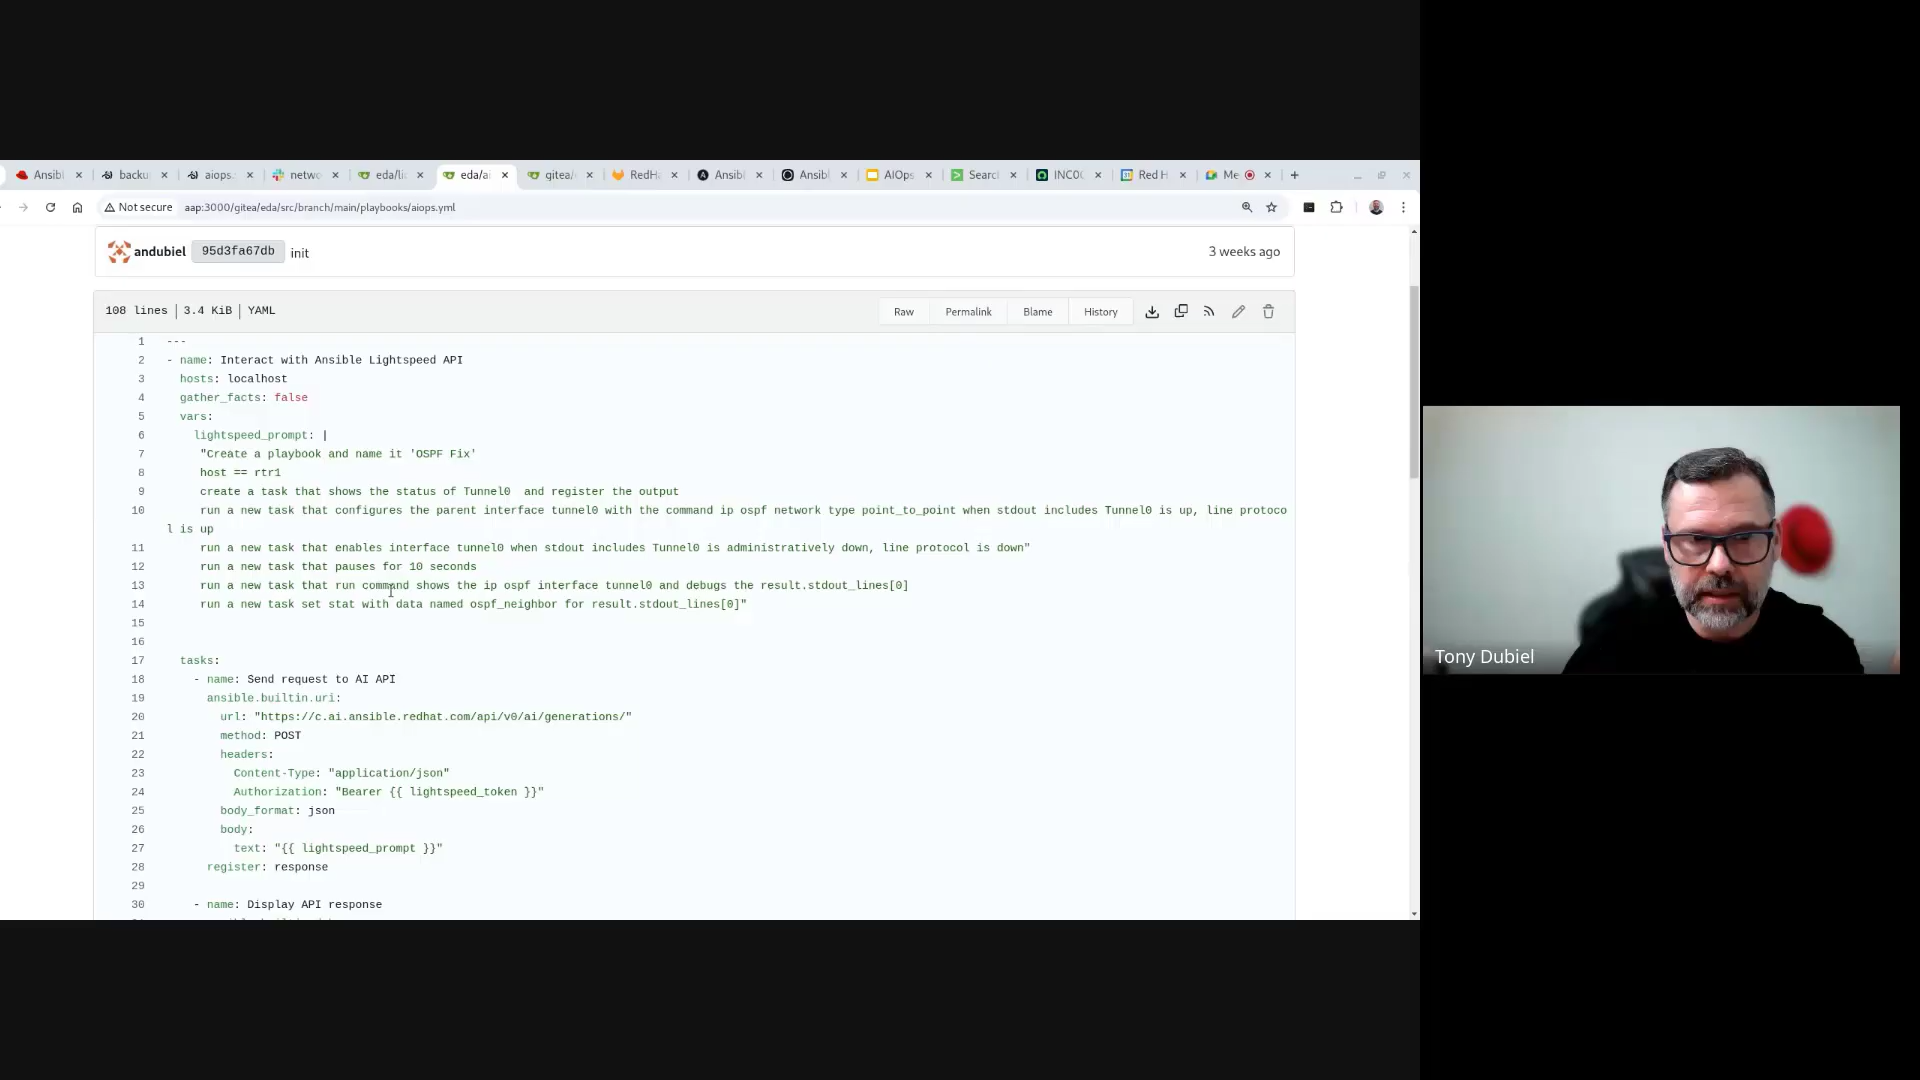 Ansibl
backu
aiops.
netwo
eda/lic
eda/ai
gitea/
RedHa
Ansibl
Ansibl
AIOps
Searc
INC00
Red H
Me
Not secure
aap:3000/gitea/eda/src/branch/main/playbooks/aiops.yml
andubiel 95d3fa67db init 3 weeks ago
108 lines | 3.4 KiB | YAML Raw Permalink Blame History
1 ---
2 - name: Interact with Ansible Lightspeed API
3 hosts: localhost
4 gather_facts: false
5 vars:
6 lightspeed_prompt: |
7 "Create a playbook and name it 'OSPF Fix'
8 host == rtr1
9 create a task that shows the status of Tunnel0  and register the output
10 run a new task that configures the parent interface tunnel0 with the command ip ospf network type point_to_point when stdout includes Tunnel0 is up, line protoco
l is up
11 run a new task that enables interface tunnel0 when stdout includes Tunnel0 is administratively down, line protocol is down"
12 run a new task that pauses for 10 seconds
13 run a new task that run command shows the ip ospf interface tunnel0 and debugs the result.stdout_lines[0]
14 run a new task set stat with data named ospf_neighbor for result.stdout_lines[0]"
15
16
17 tasks:
18 - name: Send request to AI API
19 ansible.builtin.uri:
20 url: "https://c.ai.ansible.redhat.com/api/v0/ai/generations/"
21 method: POST
22 headers:
23 Content-Type: "application/json"
24 Authorization: "Bearer {{ lightspeed_token }}"
25 body_format: json
26 body:
27 text: "{{ lightspeed_prompt }}"
28 register: response
29
30 - name: Display API response
Tony Dubiel